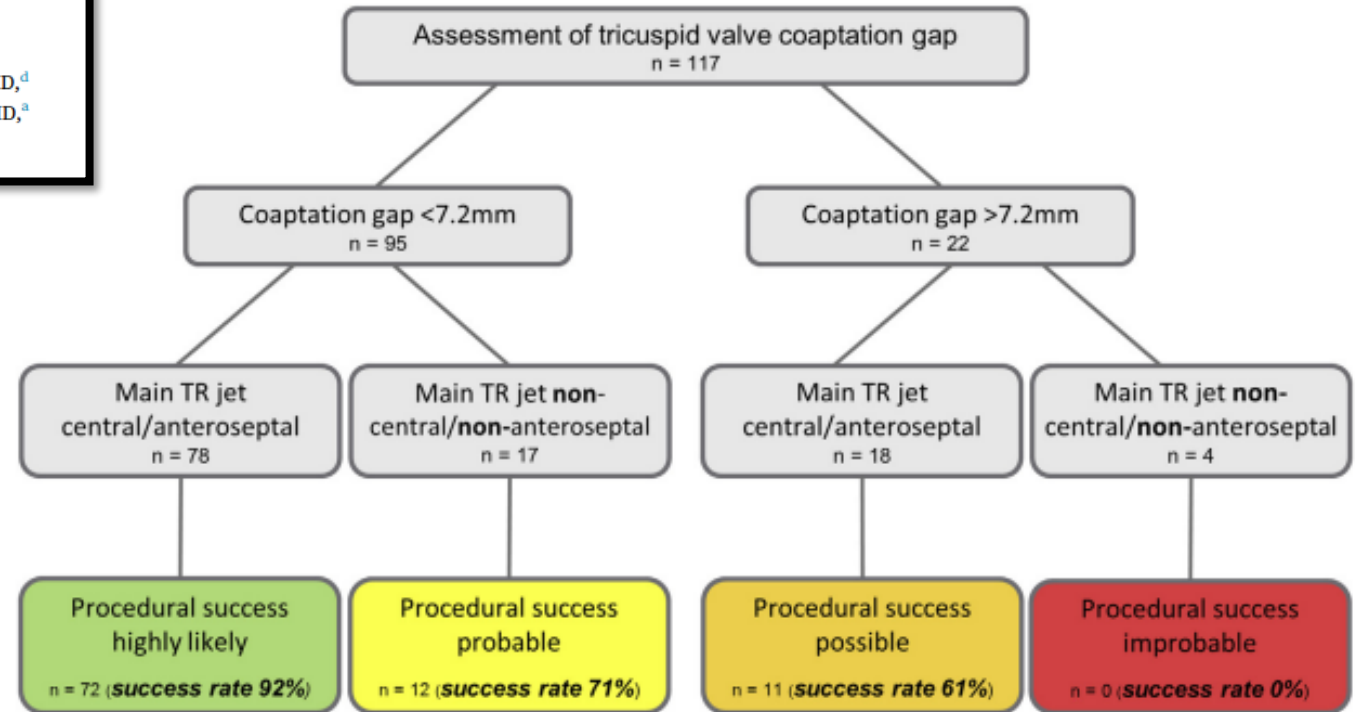 D,d
ID,a
Assessment of tricuspid valve coaptation gap
n = 117
Coaptation gap <7.2mm
n = 95
Coaptation gap >7.2mm
n = 22
Main TR jet
central/anteroseptal
n = 78
Main TR jet non-
central/non-anteroseptal
n = 17
Main TR jet
central/anteroseptal
n = 18
Main TR jet non-
central/non-anteroseptal
n = 4
Procedural success
highly likely
n = 72 (success rate 92%)
Procedural success
probable
n = 12 (success rate 71%)
Procedural success
possible
n = 11 (success rate 61%)
Procedural success
improbable
n = 0 (success rate 0%)